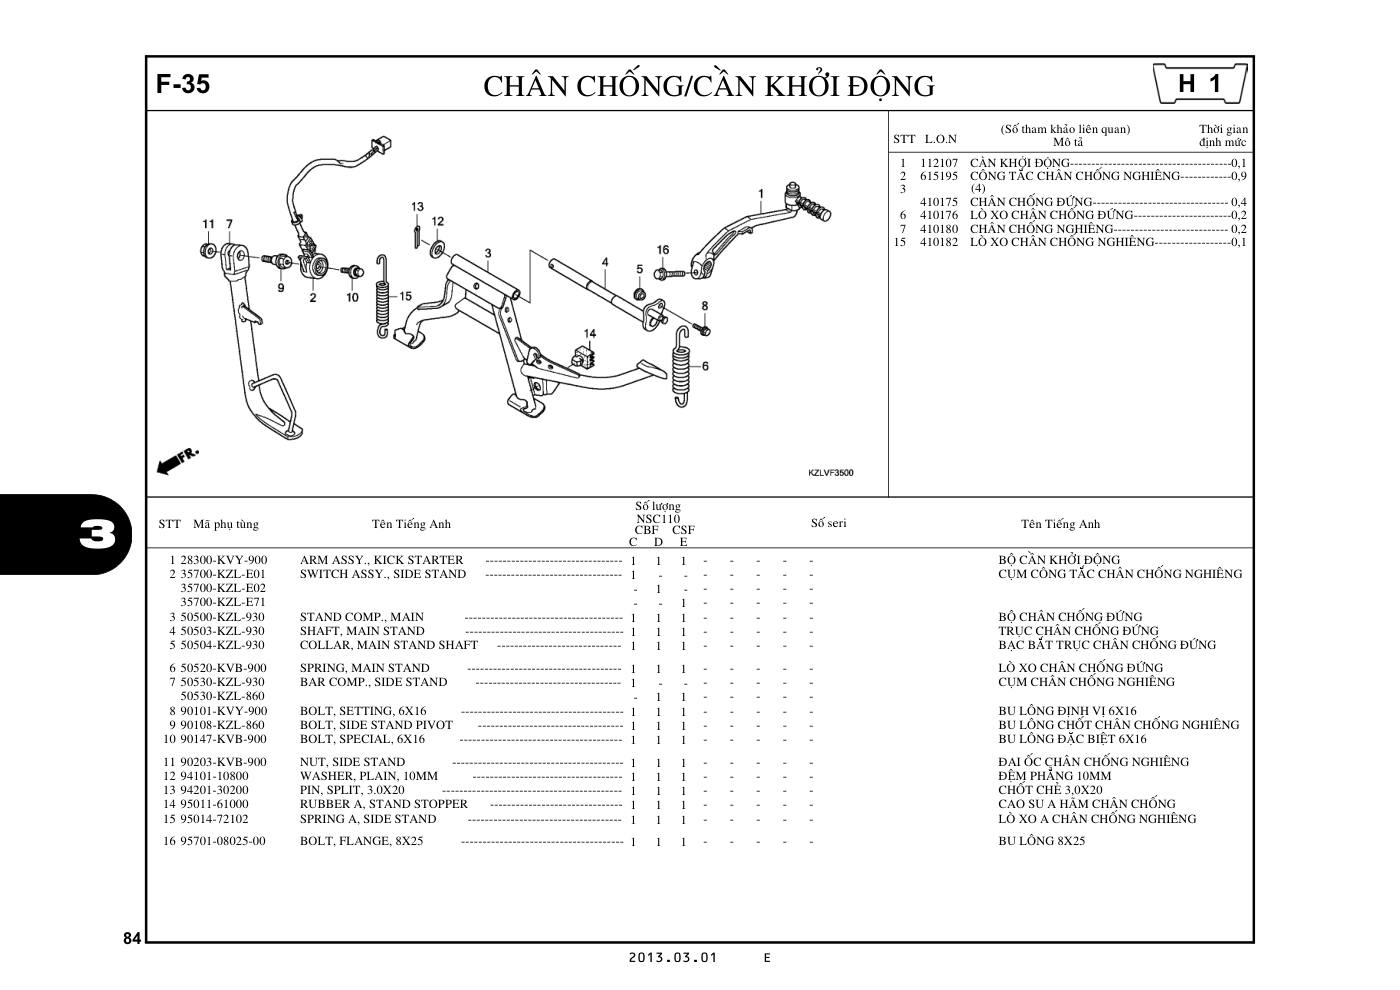 F-35 CHÂN CHỐNG/CẦN KHỞI ĐỘNG H 1
(Số tham khảo liên quan) Thời gian
STT L.O.N Mô tả định mức
1 112107 CẦN KHỞI ĐỘNG--------------------------------------0,1
2 615195 CÔNG TẮC CHÂN CHỐNG NGHIÊNG------------0,9
3 (4)
410175 CHÂN CHỐNG ĐỨNG-------------------------------- 0,4
6 410176 LÒ XO CHÂN CHỐNG ĐỨNG-----------------------0,2
7 410180 CHÂN CHỐNG NGHIÊNG--------------------------- 0,2
15 410182 LÒ XO CHÂN CHỐNG NGHIÊNG------------------0,1
13
12
11 7
3
4
1
16
5
9
2
10
15
8
14
6
FR.
KZLVF3500
3
Số lượng
NSC110
STT Mã phụ tùng Tên Tiếng Anh CBF CSF Số seri Tên Tiếng Anh
C D E
1 28300-KVY-900 ARM ASSY., KICK STARTER -------------------------------- 1 1 1 - - - - - BỘ CẦN KHỞI ĐỘNG
2 35700-KZL-E01 SWITCH ASSY., SIDE STAND -------------------------------- 1 - - - - - - - CỤM CÔNG TẮC CHÂN CHỐNG NGHIÊNG
35700-KZL-E02 - 1 - - - - - -
35700-KZL-E71 - - 1 - - - - -
3 50500-KZL-930 STAND COMP., MAIN ------------------------------------- 1 1 1 - - - - - BỘ CHÂN CHỐNG ĐỨNG
4 50503-KZL-930 SHAFT, MAIN STAND ------------------------------------- 1 1 1 - - - - - TRỤC CHÂN CHỐNG ĐỨNG
5 50504-KZL-930 COLLAR, MAIN STAND SHAFT ----------------------------- 1 1 1 - - - - - BẠC BẮT TRỤC CHÂN CHỐNG ĐỨNG
6 50520-KVB-900 SPRING, MAIN STAND ------------------------------------ 1 1 1 - - - - - LÒ XO CHÂN CHỐNG ĐỨNG
7 50530-KZL-930 BAR COMP., SIDE STAND ---------------------------------- 1 - - - - - - - CỤM CHÂN CHỐNG NGHIÊNG
50530-KZL-860 - 1 1 - - - - -
8 90101-KVY-900 BOLT, SETTING, 6X16 -------------------------------------- 1 1 1 - - - - - BU LÔNG ĐỊNH VỊ 6X16
9 90108-KZL-860 BOLT, SIDE STAND PIVOT ---------------------------------- 1 1 1 - - - - - BU LÔNG CHỐT CHÂN CHỐNG NGHIÊNG
10 90147-KVB-900 BOLT, SPECIAL, 6X16 -------------------------------------- 1 1 1 - - - - - BU LÔNG ĐẶC BIỆT 6X16
11 90203-KVB-900 NUT, SIDE STAND ---------------------------------------- 1 1 1 - - - - - ĐAI ỐC CHÂN CHỐNG NGHIÊNG
12 94101-10800 WASHER, PLAIN, 10MM ----------------------------------- 1 1 1 - - - - - ĐỆM PHẲNG 10MM
13 94201-30200 PIN, SPLIT, 3.0X20 ------------------------------------------ 1 1 1 - - - - - CHỐT CHẺ 3,0X20
14 95011-61000 RUBBER A, STAND STOPPER ------------------------------- 1 1 1 - - - - - CAO SU A HÃM CHÂN CHỐNG
15 95014-72102 SPRING A, SIDE STAND ------------------------------------ 1 1 1 - - - - - LÒ XO A CHÂN CHỐNG NGHIÊNG
16 95701-08025-00 BOLT, FLANGE, 8X25 -------------------------------------- 1 1 1 - - - - - BU LÔNG 8X25
84
2013.03.01 E